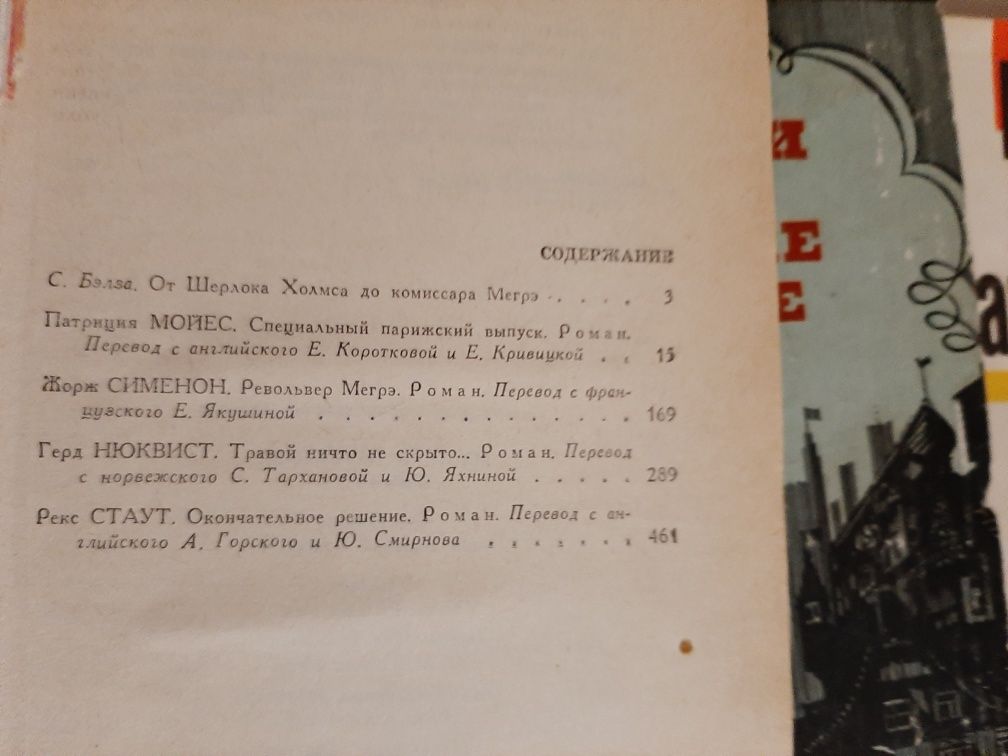 СОДЕРЖАНИЕ
С. Бэлза. От Шерлока Холмса до комиссара Мегрэ . . . . . 3
Патриция МОЙЕС. Специальный парижский выпуск. Роман.
Перевод с английского Е. Коротковой и Е. Кривицкой . . 15
Жорж СИМЕНОН. Револьвер Мегрэ. Роман. Перевод с фран-
цузского Е. Якушиной . . . . . . . . . . . . . 169
Герд НЮКВИСТ. Травой ничто не скрыто... Роман. Перевод
с норвежского С. Тархановой и Ю. Яхниной . . . . . 289
Рекс СТАУТ. Окончательное решение. Роман. Перевод с ан-
глийского А. Горского и Ю. Смирнова . . . . . . . 461
И
Е
Е
а